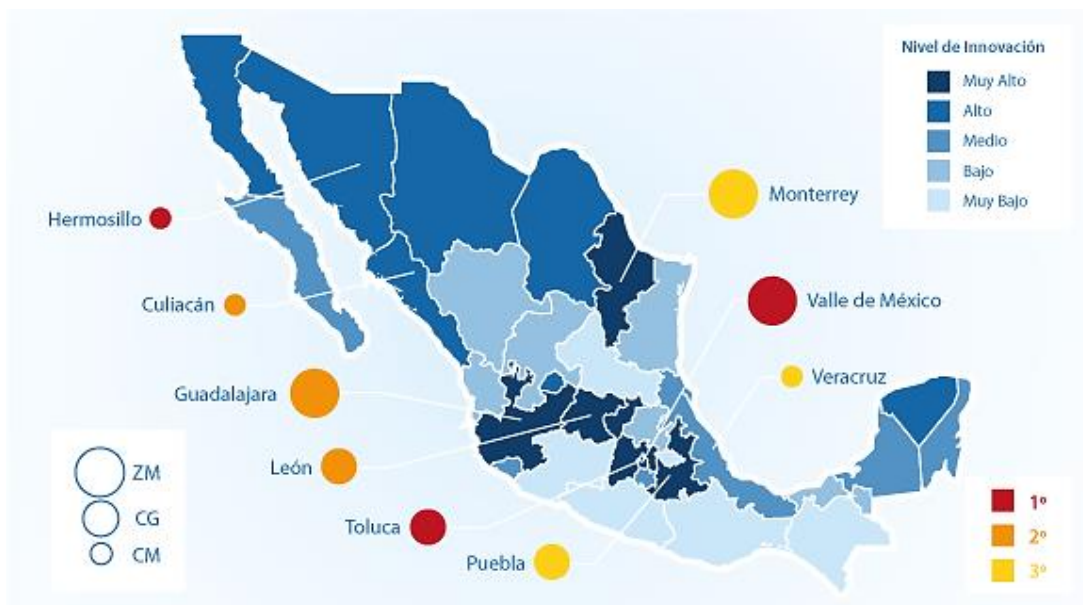 Nivel de Innovación
Muy Alto
Alto
Medio
Bajo
Muy Bajo
Monterrey
Hermosillo
Valle de México
Culiacán
Veracruz
Guadalajara
León
ZM
CG
CM
Toluca
Puebla
1º
2º
3º